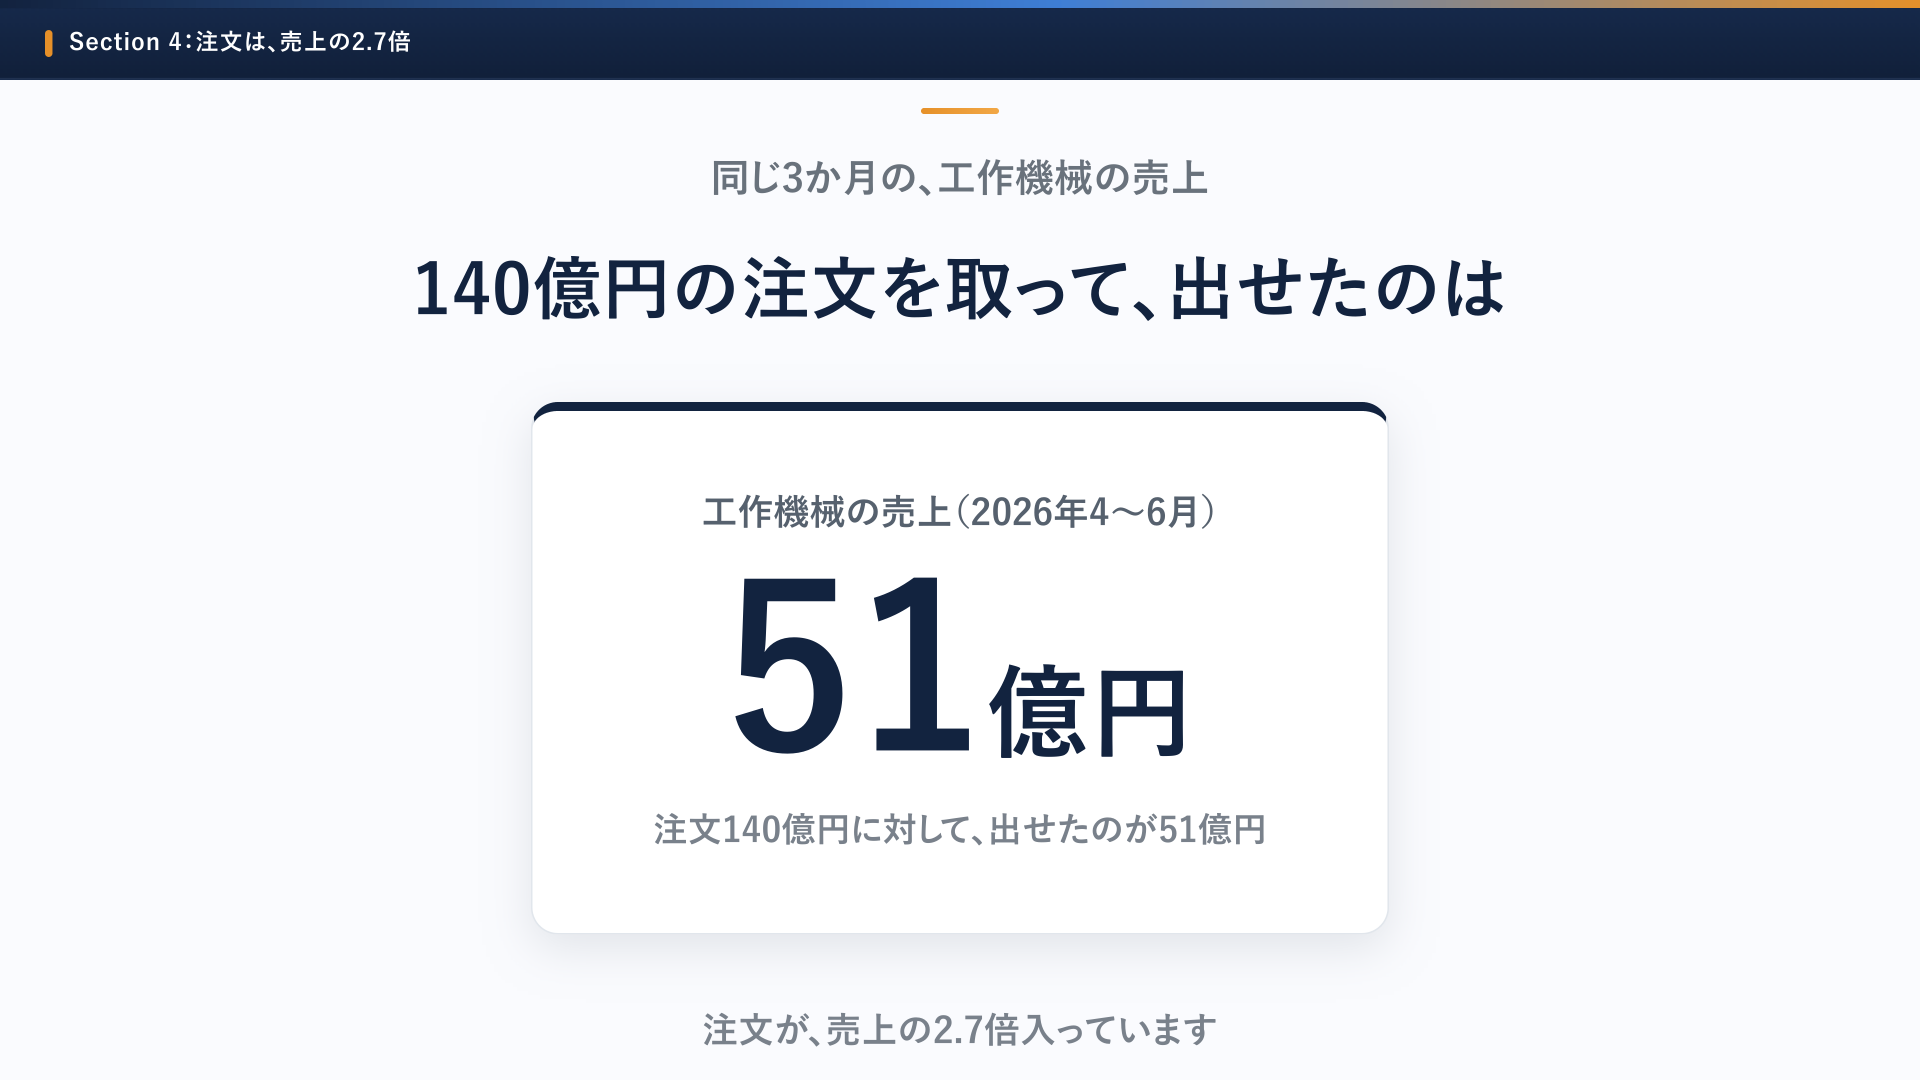 Section 4：注文は、売上の2.7倍
同じ3か月の、工作機械の売上
140億円の注文を取って、出せたのは
工作機械の売上（2026年4〜6月）
51億円
注文140億円に対して、出せたのが51億円
注文が、売上の2.7倍入っています